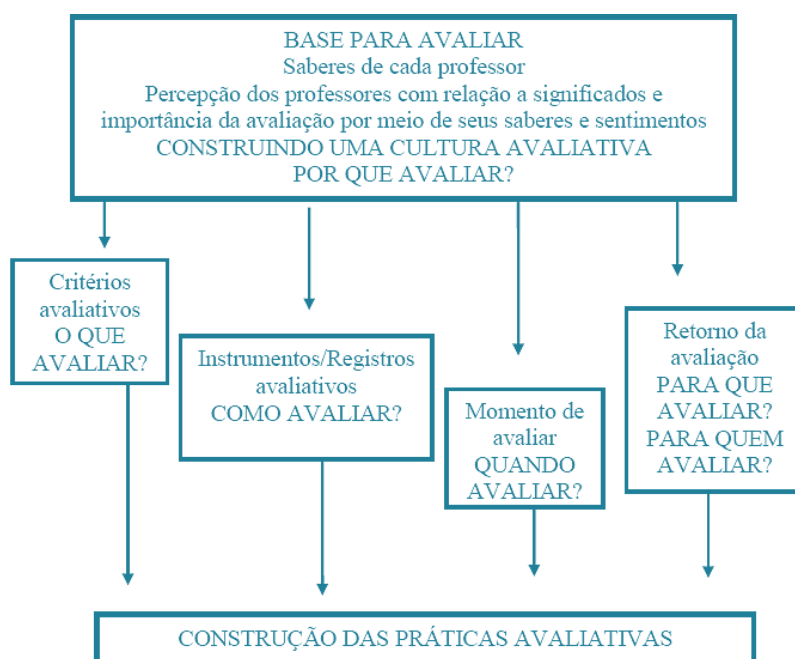 BASE PARA AVALIAR
Saberes de cada professor
Percepção dos professores com relação a significados e
importância da avaliação por meio de seus saberes e sentimentos
CONSTRUINDO UMA CULTURA AVALIATIVA
POR QUE AVALIAR?
Critérios
avaliativos
O QUE
AVALIAR?
Instrumentos/Registros
avaliativos
COMO AVALIAR?
Momento de
avaliar
QUANDO
AVALIAR?
Retorno da
avaliação
PARA QUE
AVALIAR?
PARA QUEM
AVALIAR?
CONSTRUÇÃO DAS PRÁTICAS AVALIATIVAS